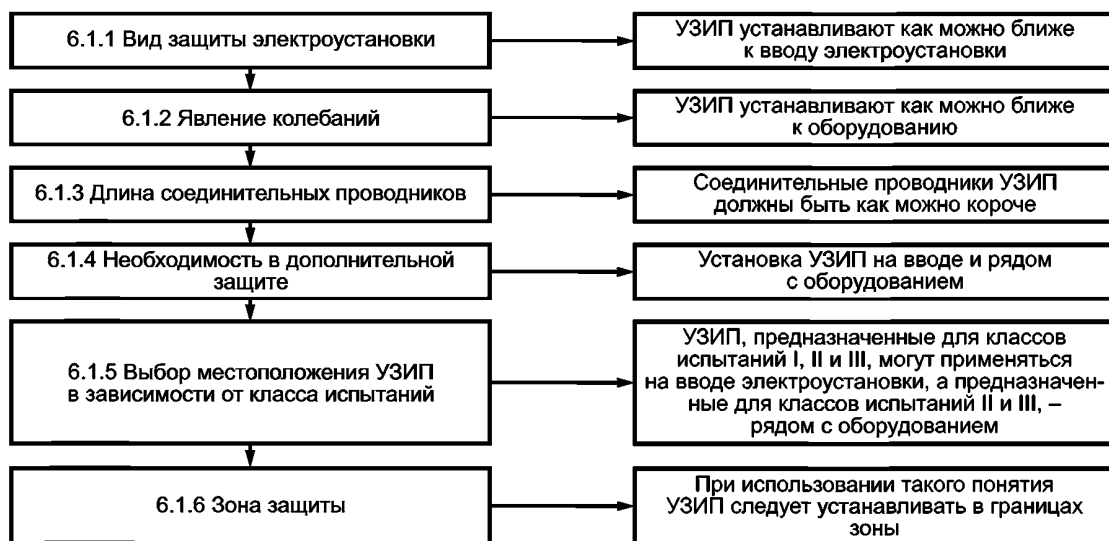 6.1.1 Вид защиты электроустановки
УЗИП устанавливают как можно ближе
к вводу электроустановки
6.1.2 Явление колебаний
УЗИП устанавливают как можно ближе
к оборудованию
6.1.3 Длина соединительных проводников
Соединительные проводники УЗИП
должны быть как можно короче
6.1.4 Необходимость в дополнительной
защите
Установка УЗИП на вводе и рядом
с оборудованием
6.1.5 Выбор местоположения УЗИП
в зависимости от класса испытаний
УЗИП, предназначенные для классов
испытаний I, II и III, могут применяться
на вводе электроустановки, а предназначен-
ные для классов испытаний II и III, –
рядом с оборудованием
6.1.6 Зона защиты
При использовании такого понятия
УЗИП следует устанавливать в границах
зоны